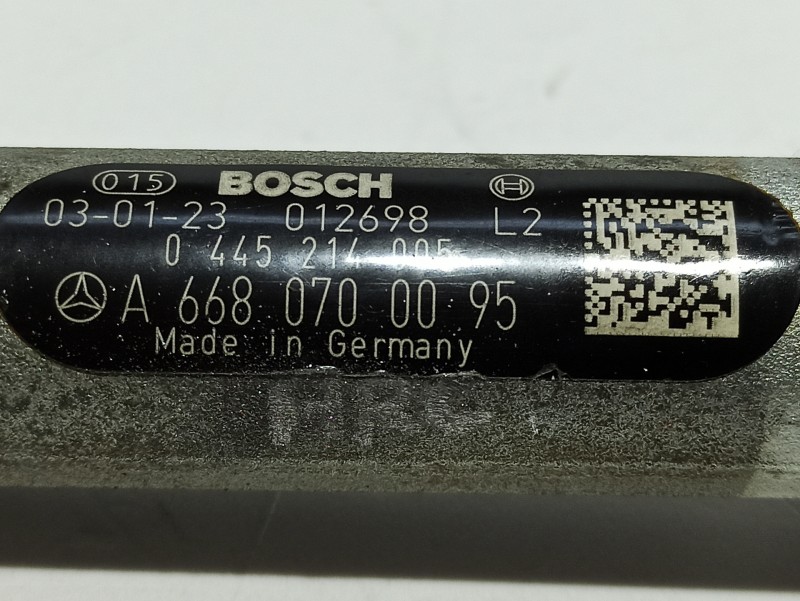 015 BOSCH
03-01-23 012698 L2
0 445 214 005
A 668 070 00 95
Made in Germany